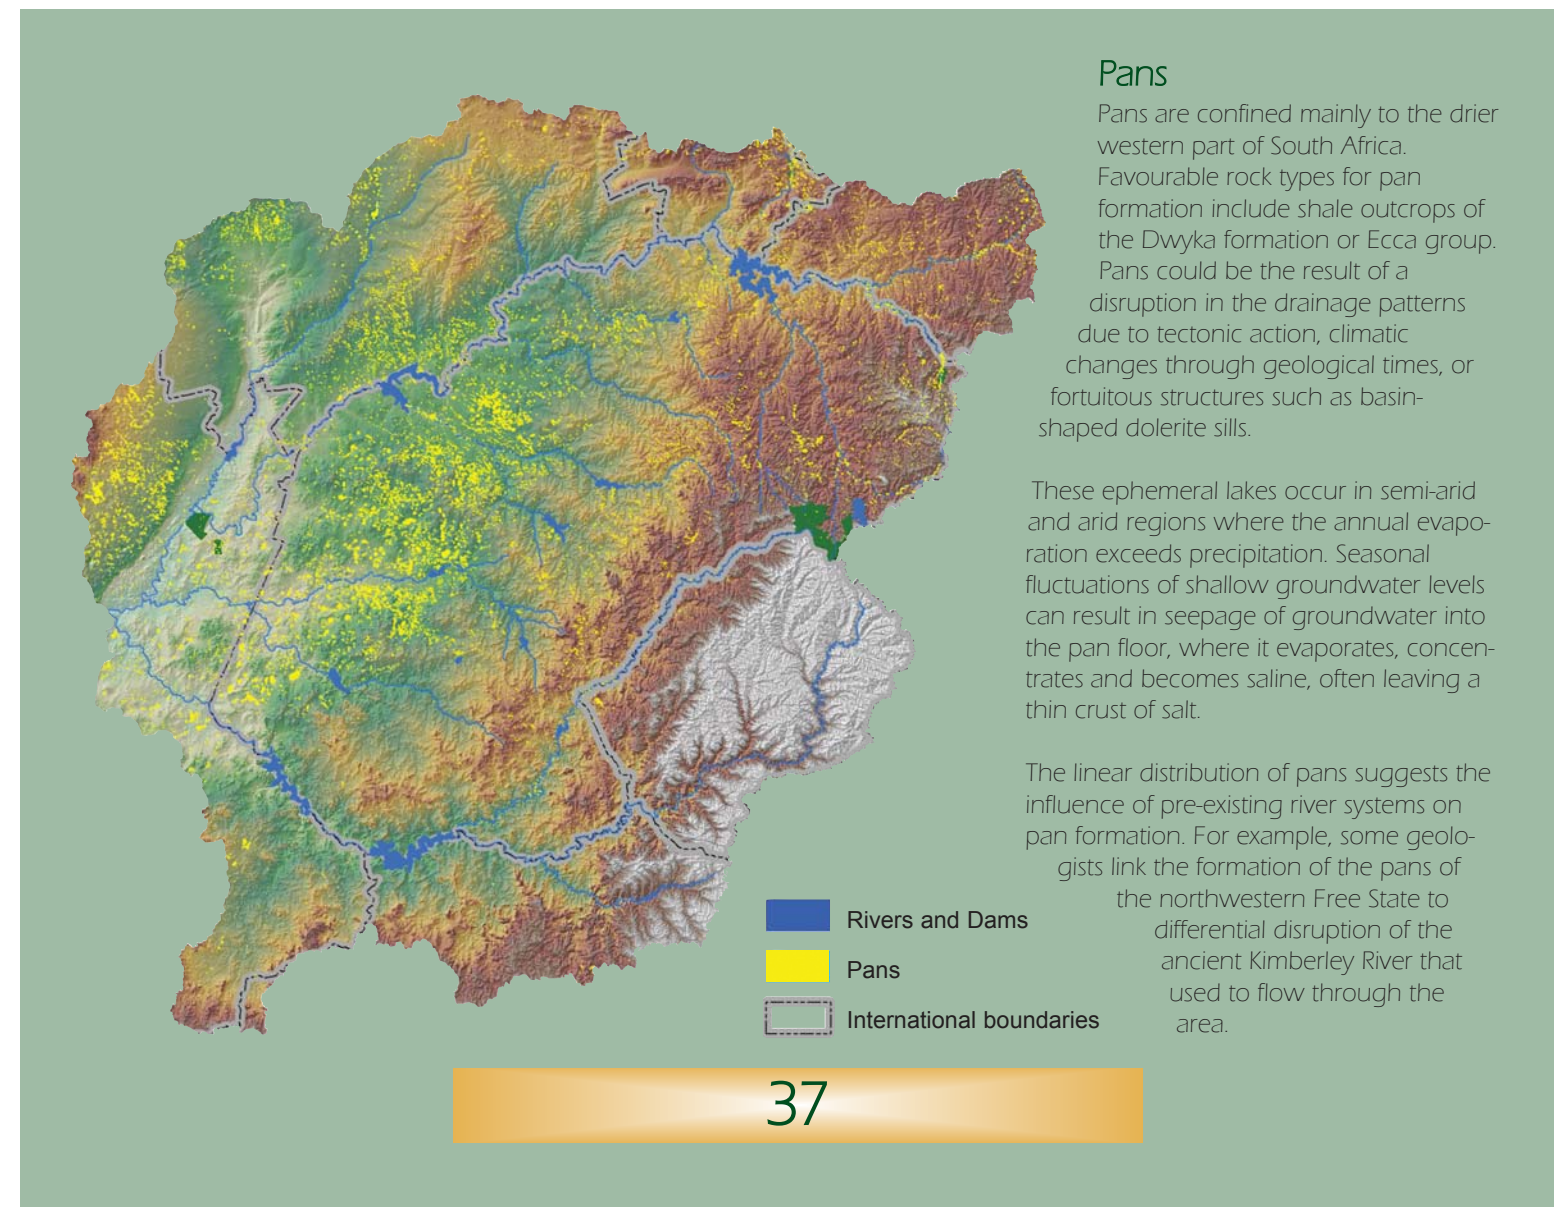 Pans
Pans are confined mainly to the drier
western part of South Africa.
Favourable rock types for pan
formation include shale outcrops of
the Dwyka formation or Ecca group.
Pans could be the result of a
disruption in the drainage patterns
due to tectonic action, climatic
changes through geological times, or
fortuitous structures such as basin-
shaped dolerite sills.
These ephemeral lakes occur in semi-arid
and arid regions where the annual evapo-
ration exceeds precipitation. Seasonal
fluctuations of shallow groundwater levels
can result in seepage of groundwater into
the pan floor, where it evaporates, concen-
trates and becomes saline, often leaving a
thin crust of salt.
The linear distribution of pans suggests the
influence of pre-existing river systems on
pan formation. For example, some geolo-
gists link the formation of the pans of
the northwestern Free State to
differential disruption of the
ancient Kimberley River that
used to flow through the
area.
Rivers and Dams
Pans
International boundaries
37